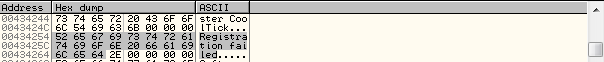 Address Hex dump ASCII
00434244 73 74 65 72 20 43 6F 6F ster Coo
0043424C 6C 54 69 63 6B 00 00 00 lTick...
00434254 52 65 67 69 73 74 72 61 Registra
0043425C 74 69 6F 6E 20 66 61 69 tion fai
00434264 6C 65 64 2E 00 00 00 00 led.....